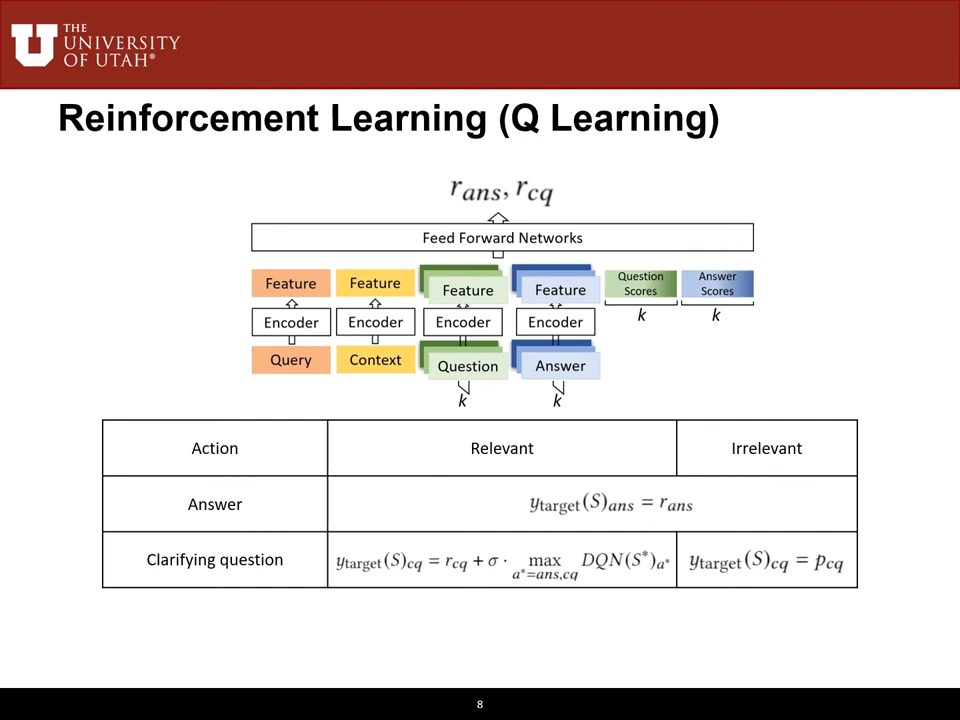 THE
UNIVERSITY
OF UTAH®
Reinforcement Learning (Q Learning)
r_ans, r_cq
Feed Forward Networks
Feature Feature Feature Feature Question Scores Answer Scores
Encoder Encoder Encoder Encoder k k
Query Context Question Answer
k k
Action Relevant Irrelevant
Answer y_target(S)_ans = r_ans
Clarifying question y_target(S)_cq = r_cq + σ · max_{a*=ans,cq} DQN(S*)_a* y_target(S)_cq = p_cq
8